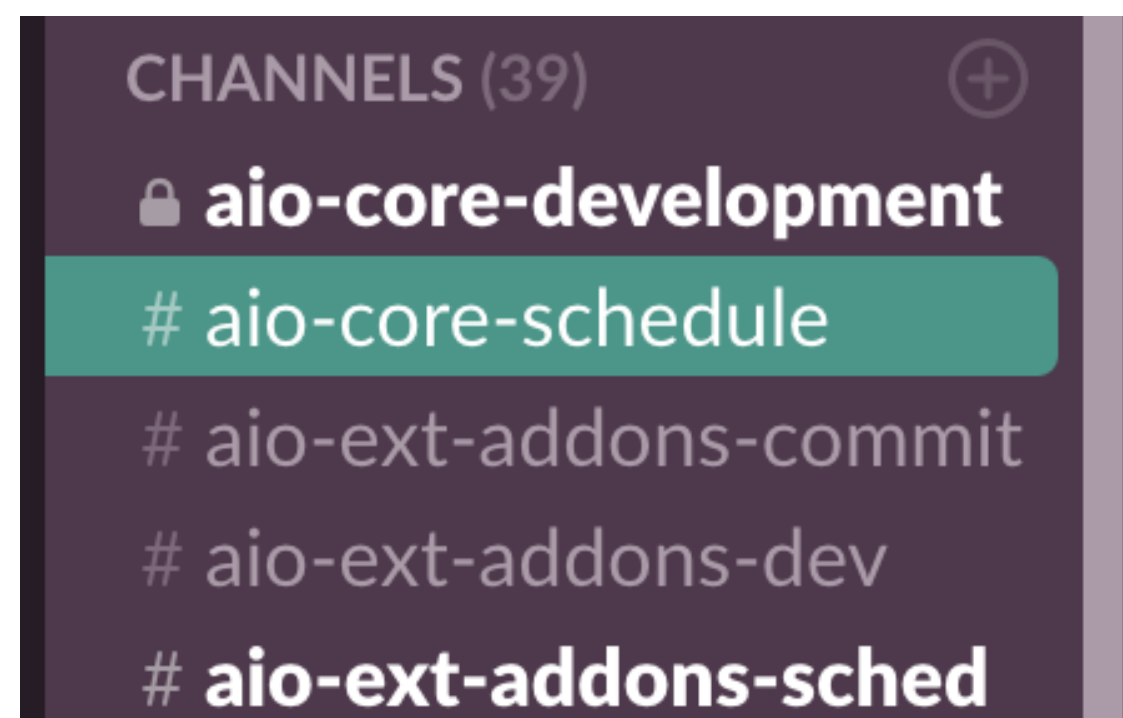 CHANNELS (39)
aio-core-development
# aio-core-schedule
# aio-ext-addons-commit
# aio-ext-addons-dev
# aio-ext-addons-sched